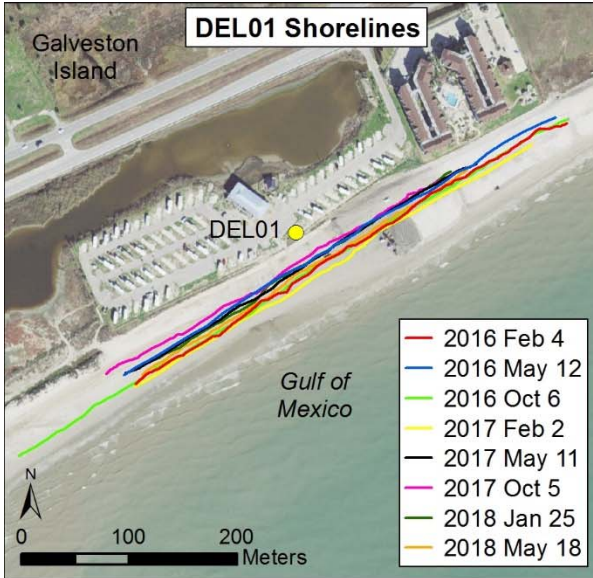 DEL01 Shorelines
Galveston
Island
DEL01
Gulf of
Mexico
2016 Feb 4
2016 May 12
2016 Oct 6
2017 Feb 2
2017 May 11
2017 Oct 5
2018 Jan 25
2018 May 18
N
0 100 200
Meters